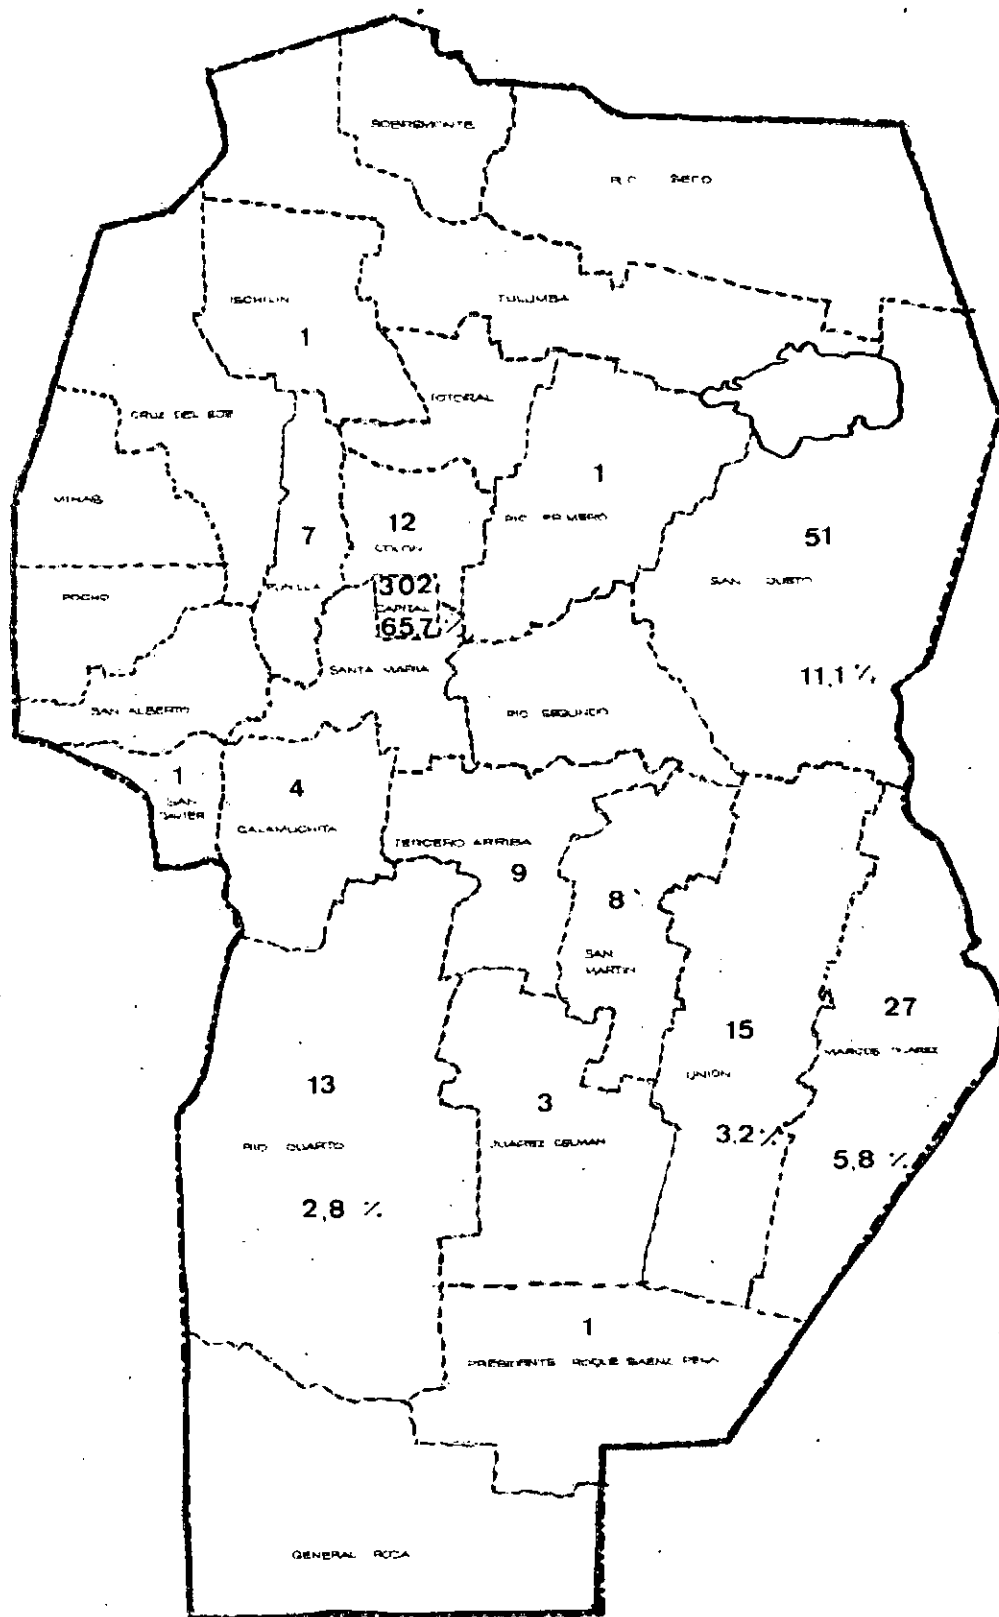 SOBREMONTE
RIO SECO
ISCHILIN
1
TULUMBA
CRUZ DEL EJE
TOTORAL
MINAS
1
RIO PRIMERO
7
PUNILLA
12
COLON
51
SAN JUSTO
11,1 %
POCHO
302
CAPITAL
65,7 %
SANTA MARIA
SAN ALBERTO
RIO SEGUNDO
1
SAN
JAVIER
4
CALAMUCHITA
TERCERO ARRIBA
9
8
SAN
MARTIN
15
UNION
3,2 %
27
MARCOS JUAREZ
5,8 %
13
RIO CUARTO
2,8 %
3
JUAREZ CELMAN
1
PRESIDENTE ROQUE SAENZ PEÑA
GENERAL ROCA